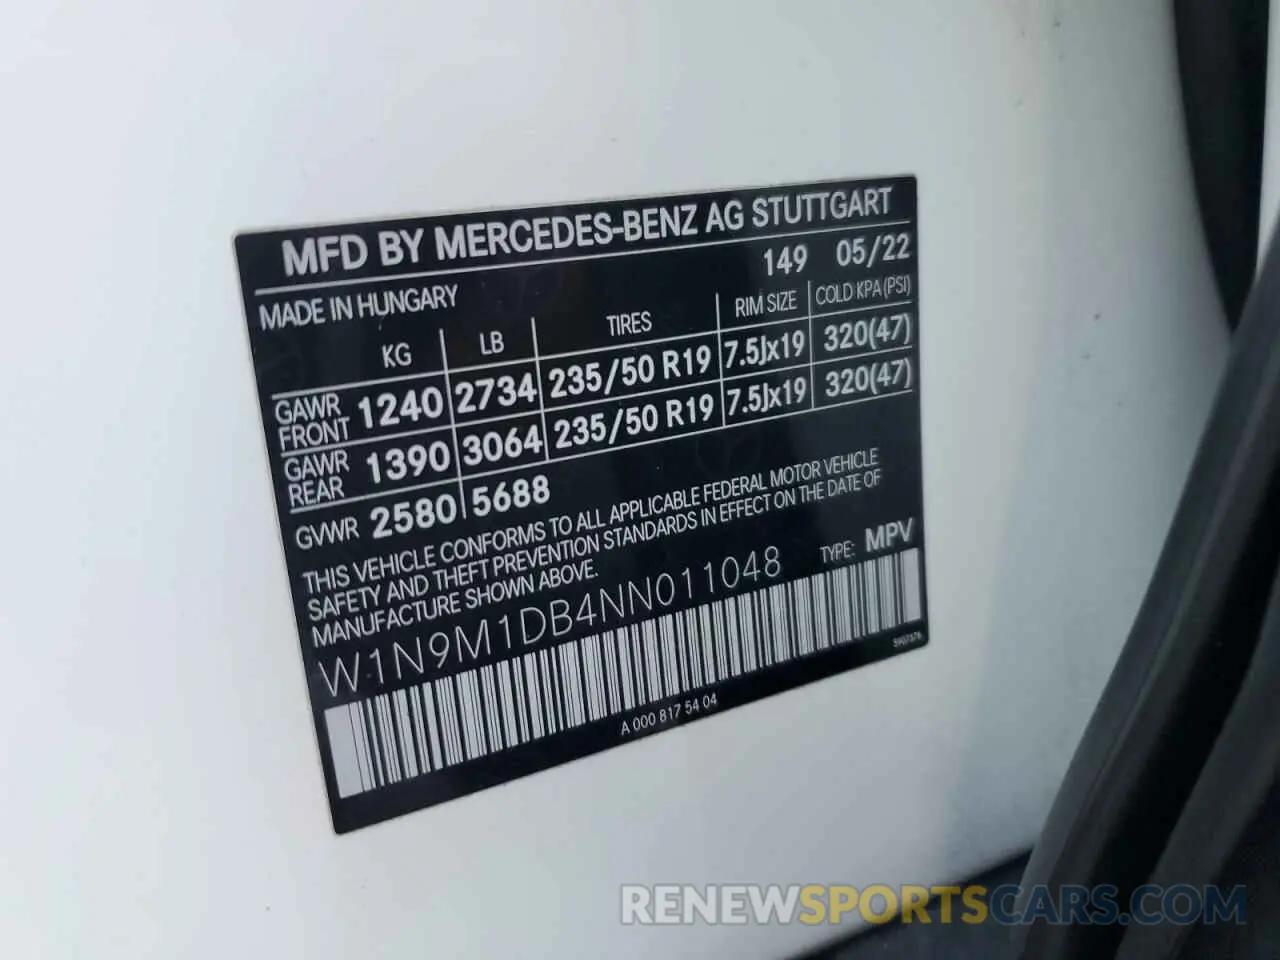 MFD BY MERCEDES-BENZ AG STUTTGART
149 05/22
MADE IN HUNGARY
KG LB TIRES RIM SIZE COLD KPA (PSI)
GAWR FRONT 1240 2734 235/50 R19 7.5Jx19 320(47)
GAWR REAR 1390 3064 235/50 R19 7.5Jx19 320(47)
GVWR 2580 5688
THIS VEHICLE CONFORMS TO ALL APPLICABLE FEDERAL MOTOR VEHICLE
SAFETY AND THEFT PREVENTION STANDARDS IN EFFECT ON THE DATE OF
MANUFACTURE SHOWN ABOVE.
W1N9M1DB4NN011048 TYPE: MPV
A 000 817 54 04
RENEWSPORTSCARS.COM